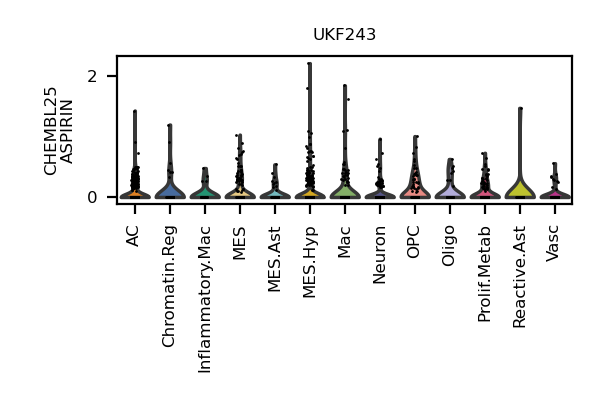 UKF243
CHEMBL25
ASPIRIN
2
0
AC
Chromatin.Reg
Inflammatory.Mac
MES
MES.Ast
MES.Hyp
Mac
Neuron
OPC
Oligo
Prolif.Metab
Reactive.Ast
Vasc